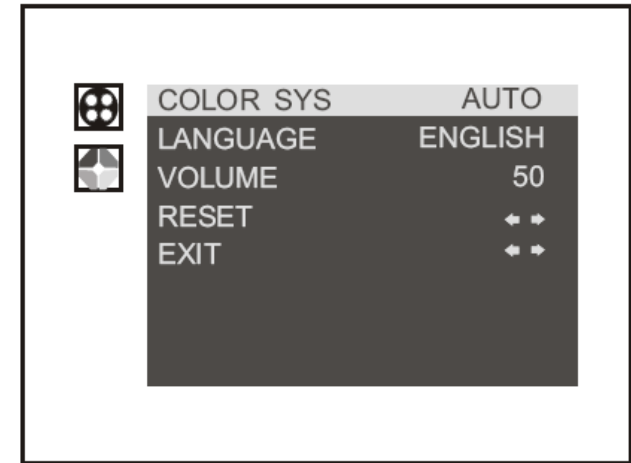 COLOR SYS AUTO
LANGUAGE ENGLISH
VOLUME 50
RESET
EXIT